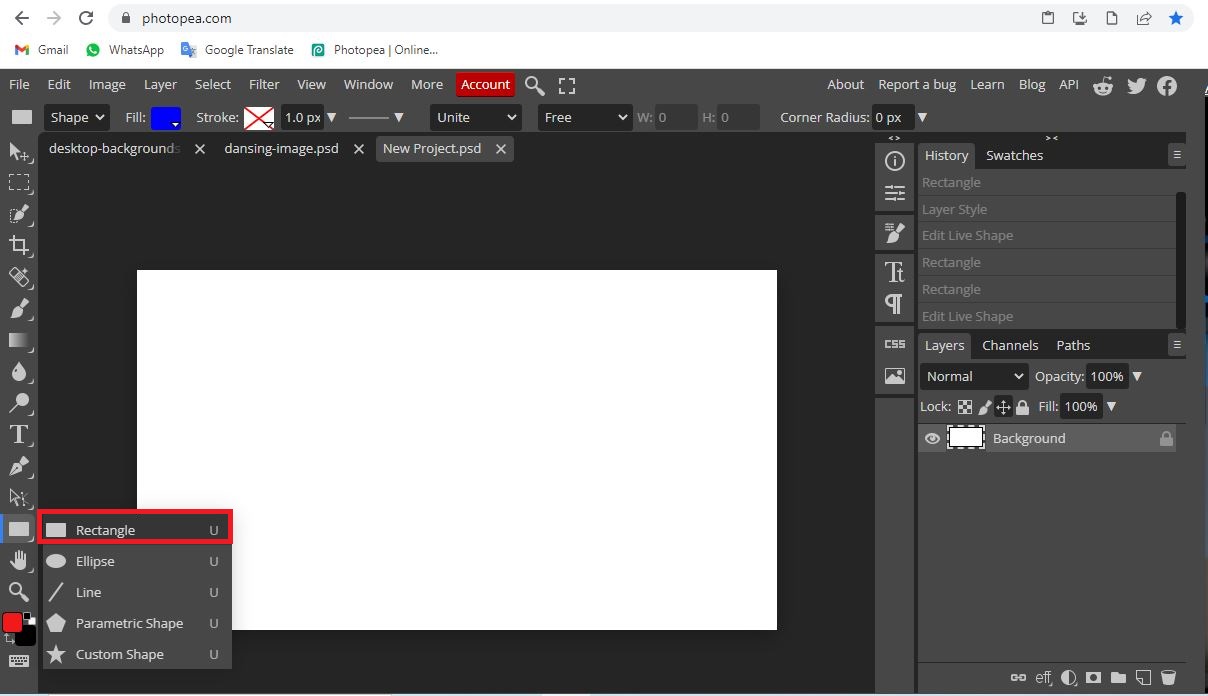 photopea.com
Gmail WhatsApp Google Translate Photopea | Online...
File Edit Image Layer Select Filter View Window More Account About Report a bug Learn Blog API
Shape Fill: Stroke: 1.0 px Unite Free W: 0 H: 0 Corner Radius: 0 px
desktop-backgrounds dansing-image.psd New Project.psd
< > > <
History Swatches
Rectangle
Layer Style
Edit Live Shape
Rectangle
Rectangle
Edit Live Shape
Tt
CSS
Layers Channels Paths
Normal Opacity: 100%
Lock: Fill: 100%
Background
T
Rectangle U
Ellipse U
Line U
Parametric Shape U
Custom Shape U
eff